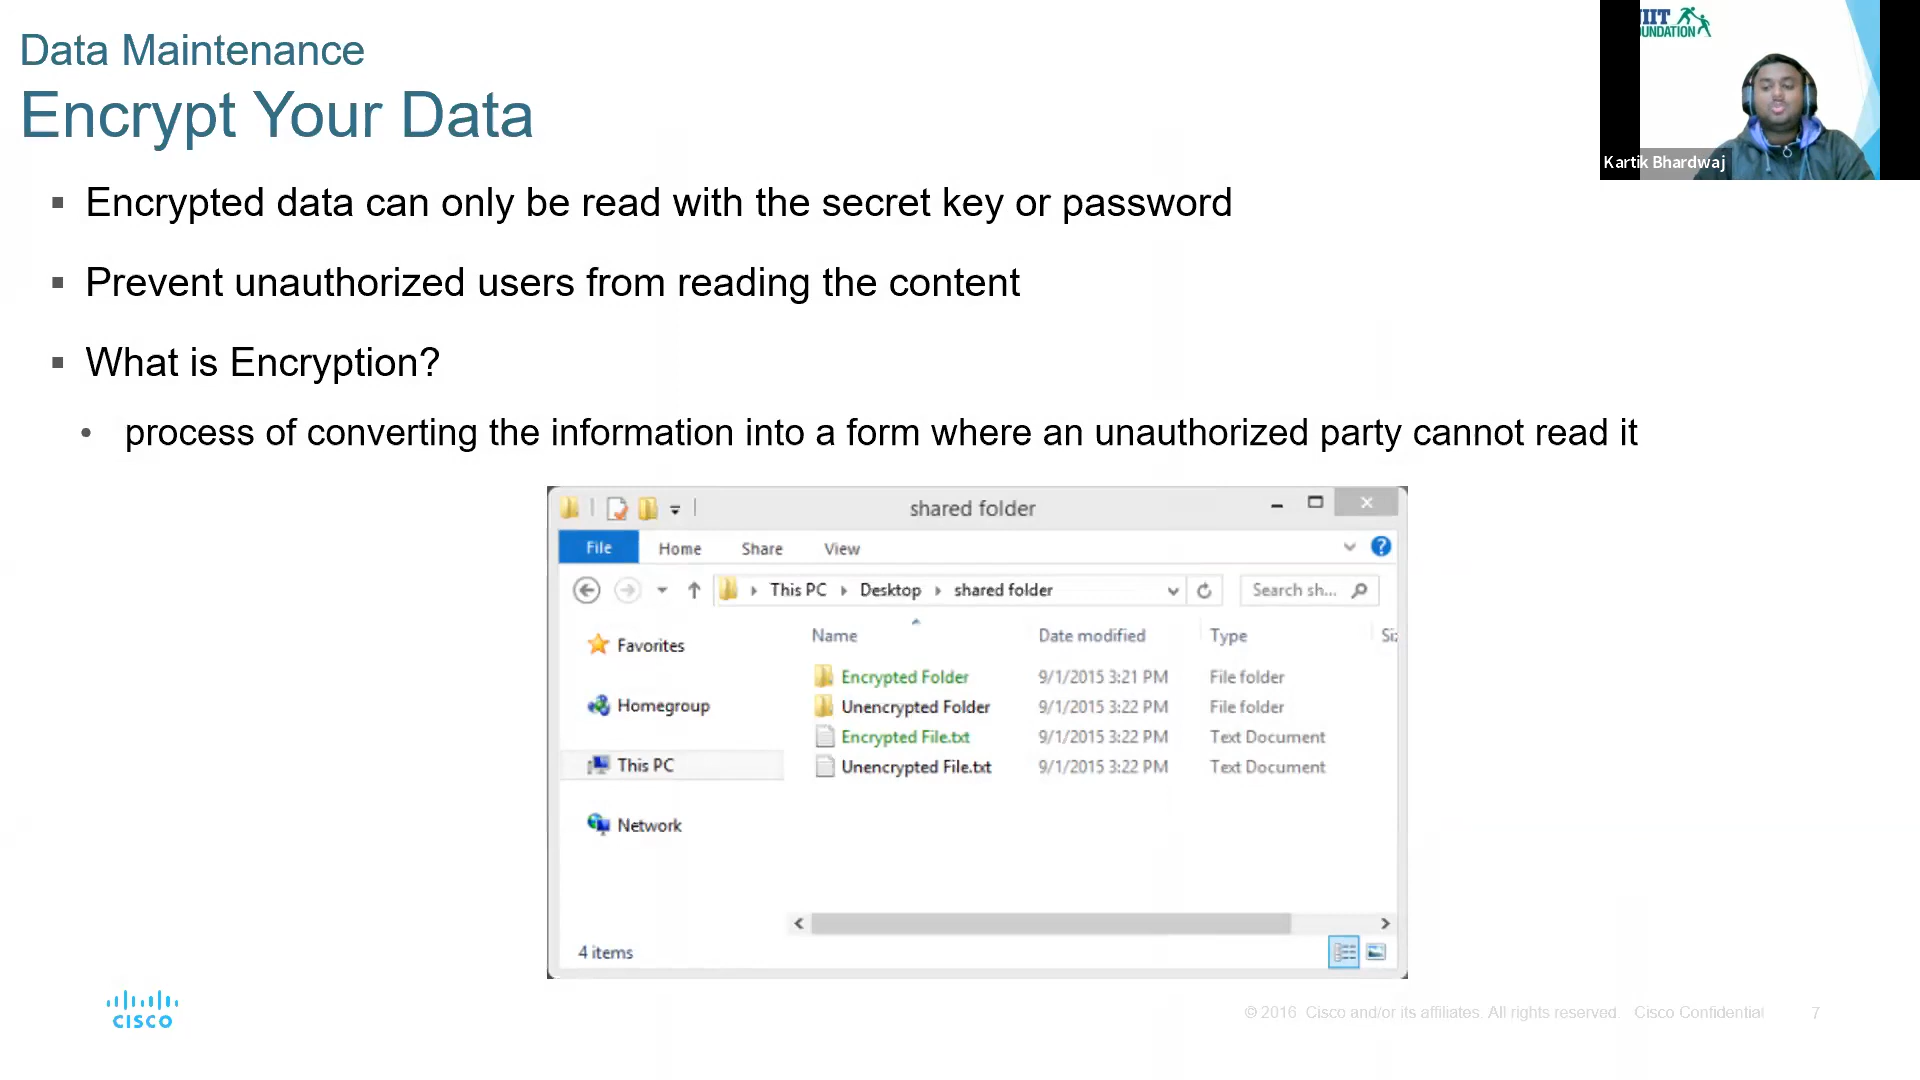 Data Maintenance
Encrypt Your Data
Encrypted data can only be read with the secret key or password
Prevent unauthorized users from reading the content
What is Encryption?
process of converting the information into a form where an unauthorized party cannot read it
IIT
UNDATION
Kartik Bhardwaj
shared folder
File Home Share View
This PC Desktop shared folder Search sh...
Name Date modified Type Siz
Favorites
Encrypted Folder 9/1/2015 3:21 PM File folder
Homegroup
Unencrypted Folder 9/1/2015 3:22 PM File folder
Encrypted File.txt 9/1/2015 3:22 PM Text Document
This PC
Unencrypted File.txt 9/1/2015 3:22 PM Text Document
Network
4 items
CISCO
© 2016 Cisco and/or its affiliates. All rights reserved. Cisco Confidential 7